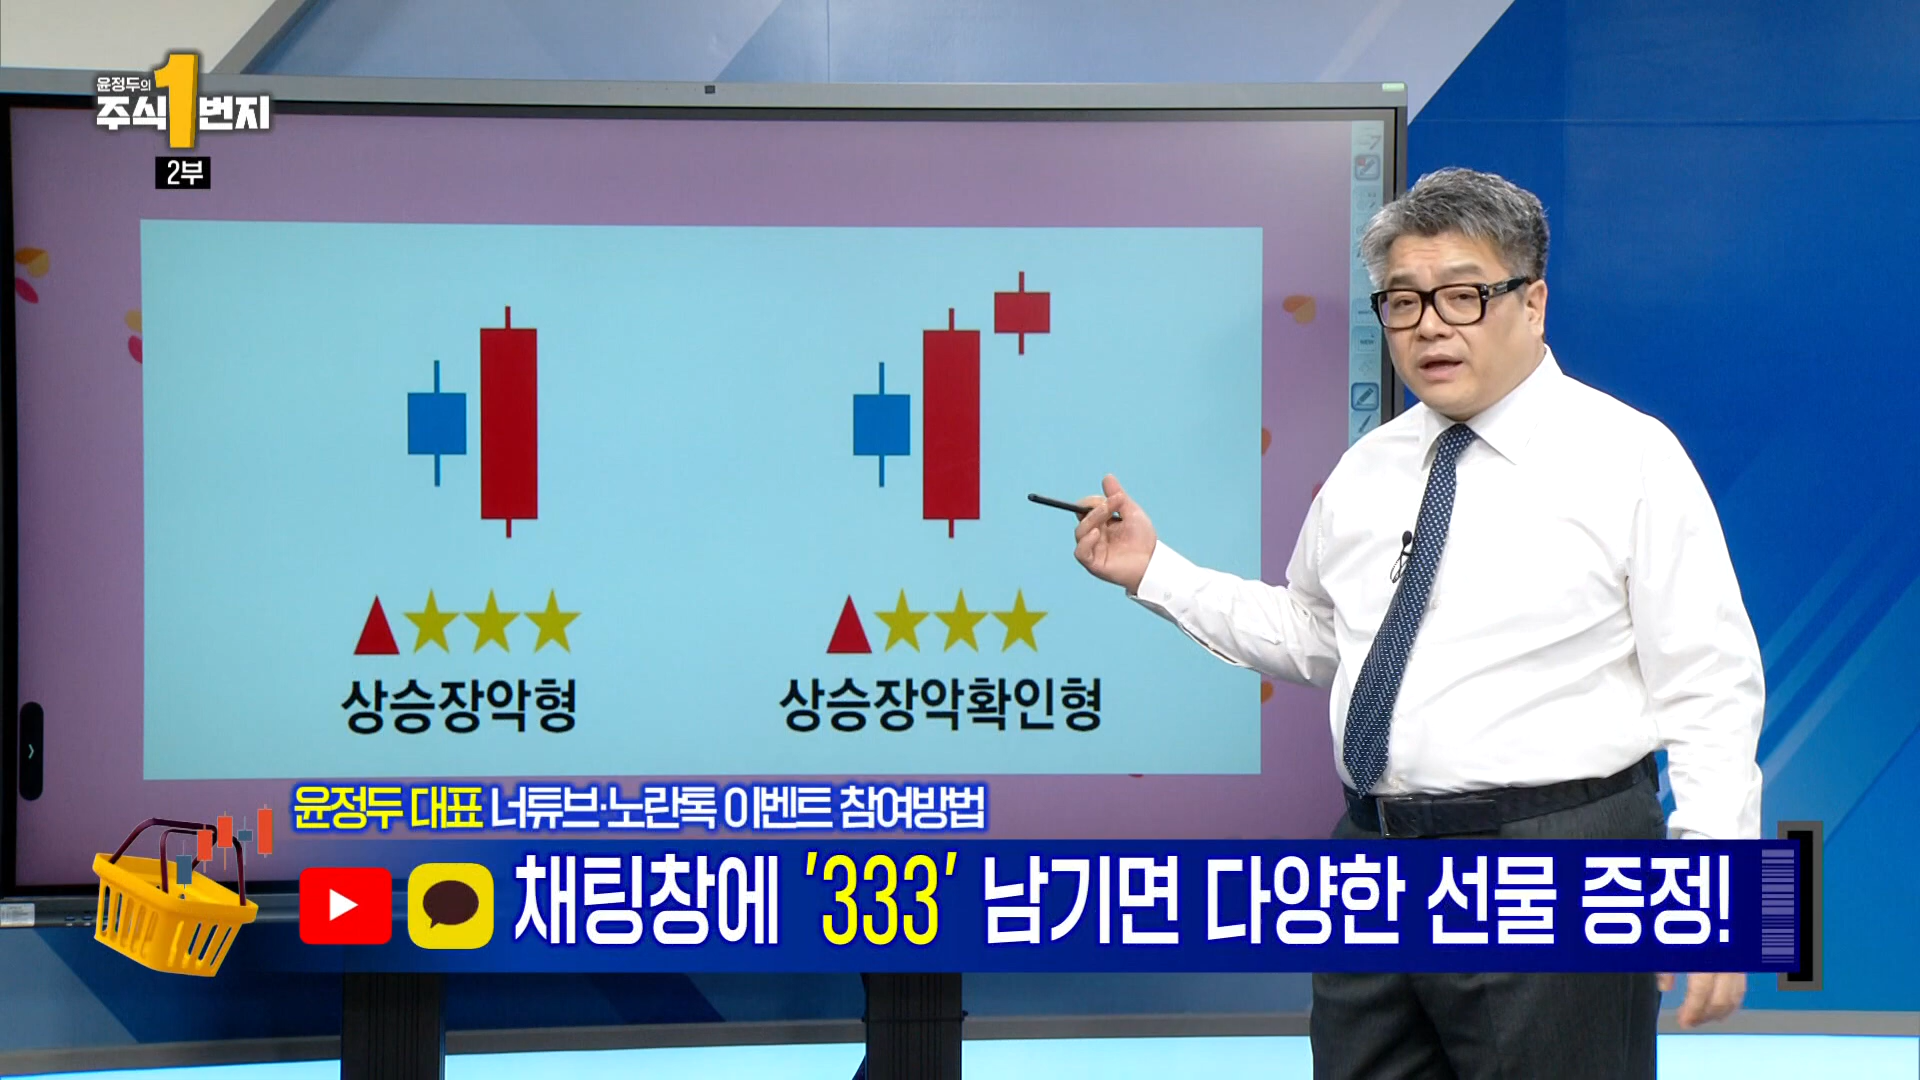 윤정두의
주식1번지
2부
상승장악형
상승장악확인형
윤정두 대표 너튜브·노란톡 이벤트 참여방법
채팅창에 '333' 남기면 다양한 선물 증정!